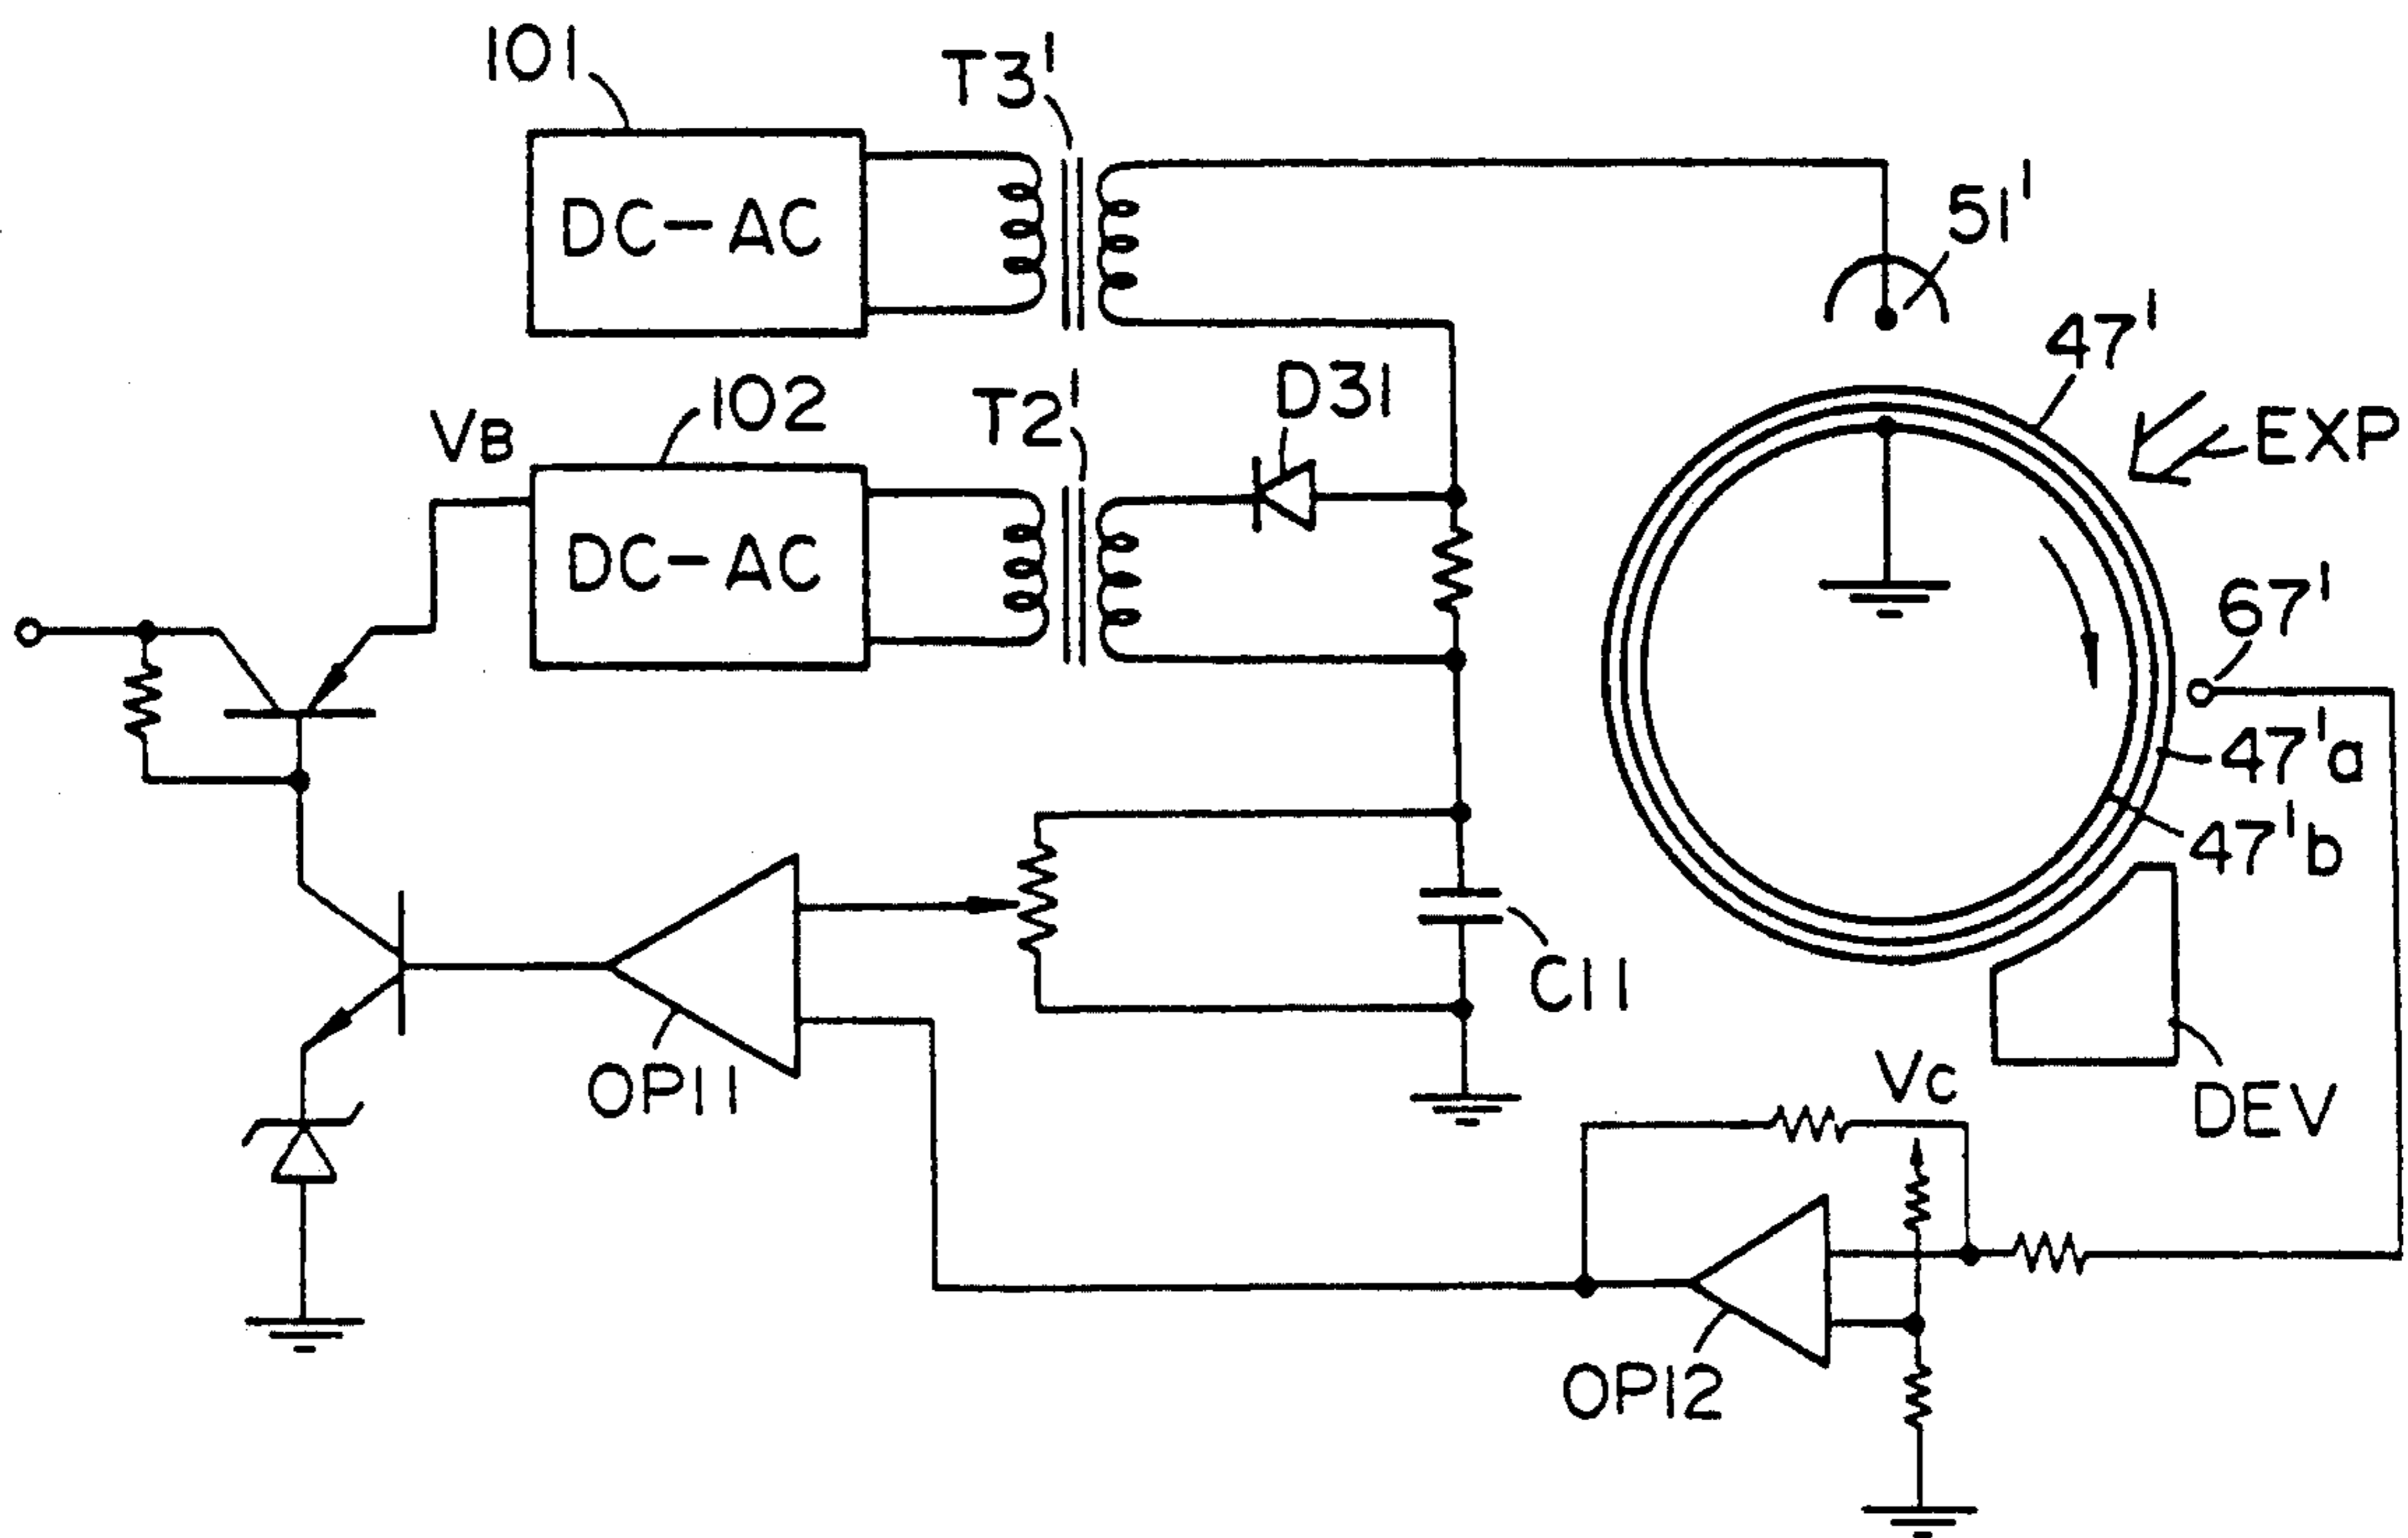 101
T3'
DC-AC
51'
47'
EXP
102
T2'
D31
VB
DC-AC
67'
47'a
47'b
C11
OP11
VC
DEV
OP12